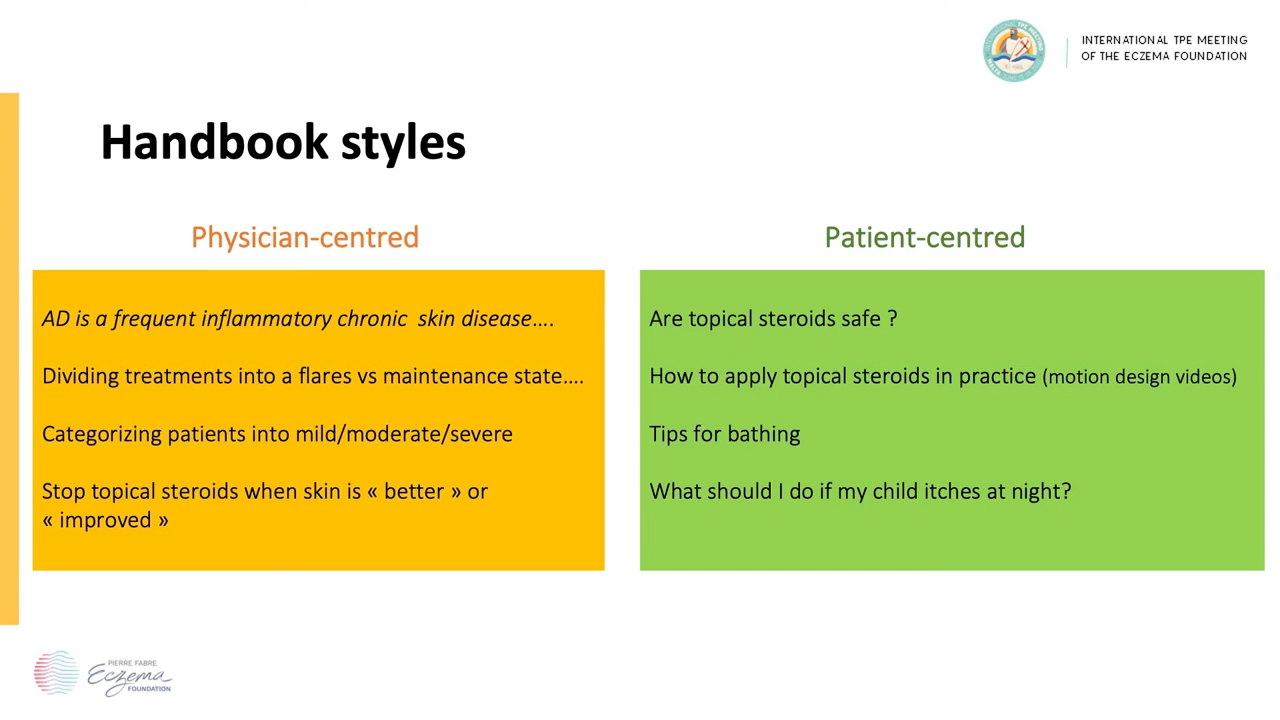 INTERNATIONAL TPE MEETING
OF THE ECZEMA FOUNDATION
Handbook styles
Physician-centred
AD is a frequent inflammatory chronic skin disease….
Dividing treatments into a flares vs maintenance state….
Categorizing patients into mild/moderate/severe
Stop topical steroids when skin is « better » or
« improved »
Patient-centred
Are topical steroids safe ?
How to apply topical steroids in practice (motion design videos)
Tips for bathing
What should I do if my child itches at night?
PIERRE FABRE
Eczema
FOUNDATION